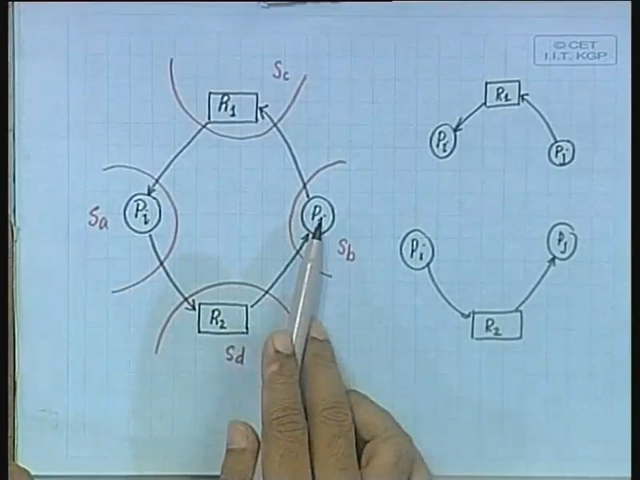 © CET
I.I.T. KGP
Sc
R1
R1
Pi
Pj
Sa
Pi
Pj
Sb
Pi
Pj
R2
R2
Sd